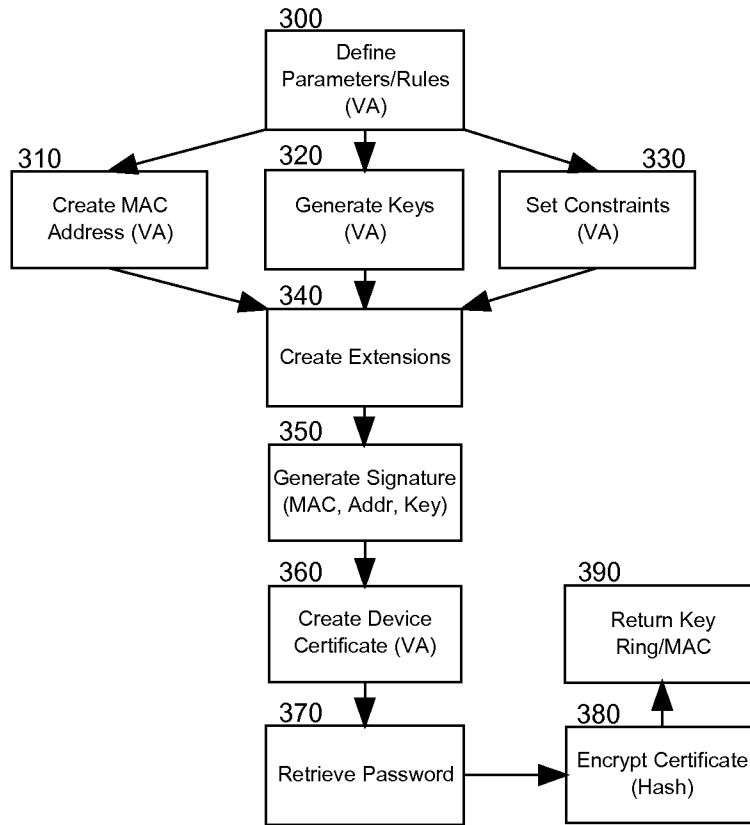 300
Define
Parameters/Rules
(VA)
310
Create MAC
Address (VA)
320
Generate Keys
(VA)
330
Set Constraints
(VA)
340
Create Extensions
350
Generate Signature
(MAC, Addr, Key)
360
Create Device
Certificate (VA)
370
Retrieve Password
380
Encrypt Certificate
(Hash)
390
Return Key
Ring/MAC